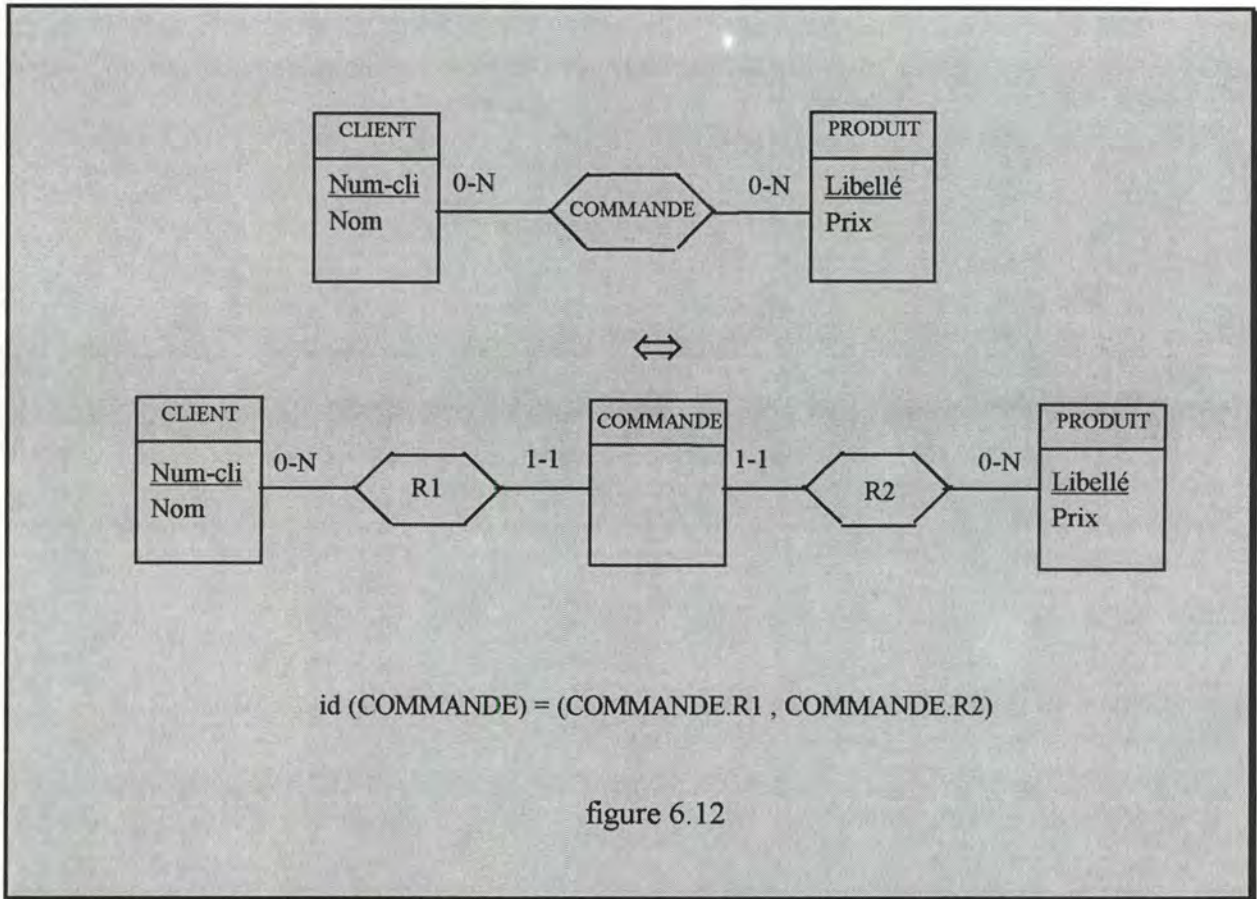 CLIENT
PRODUIT
Num-cli
Nom
0-N
COMMANDE
0-N
Libellé
Prix
⇔
CLIENT
COMMANDE
PRODUIT
Num-cli
Nom
0-N
R1
1-1
1-1
R2
0-N
Libellé
Prix
id (COMMANDE) = (COMMANDE.R1 , COMMANDE.R2)
figure 6.12